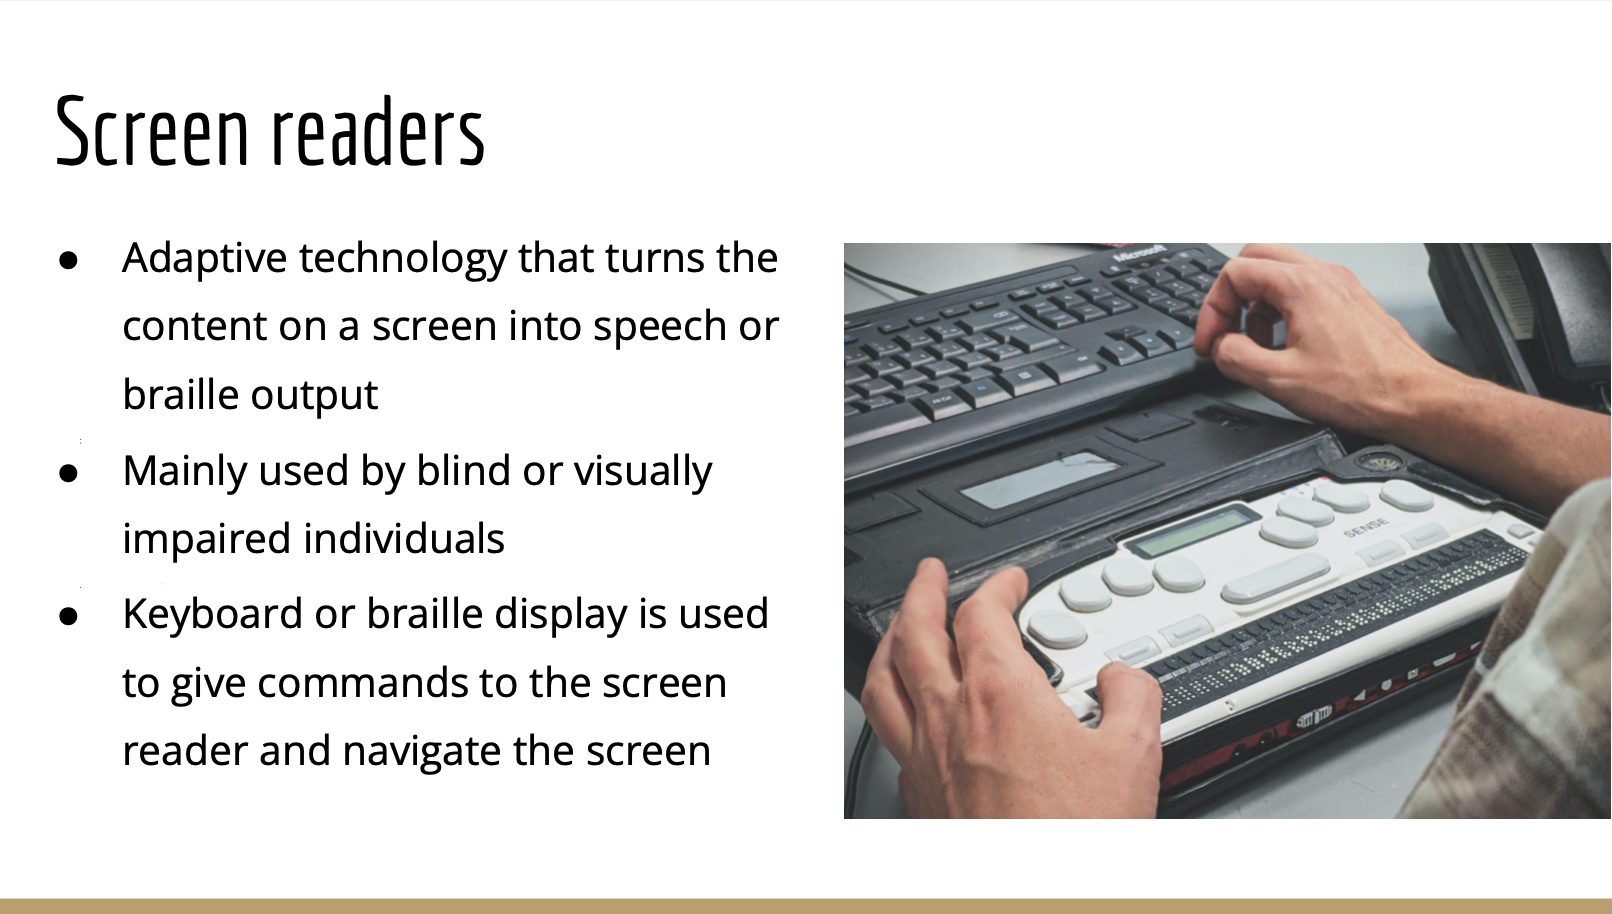 Screen readers
● Adaptive technology that turns the
content on a screen into speech or
braille output
● Mainly used by blind or visually
impaired individuals
● Keyboard or braille display is used
to give commands to the screen
reader and navigate the screen
Microsoft
SENSE